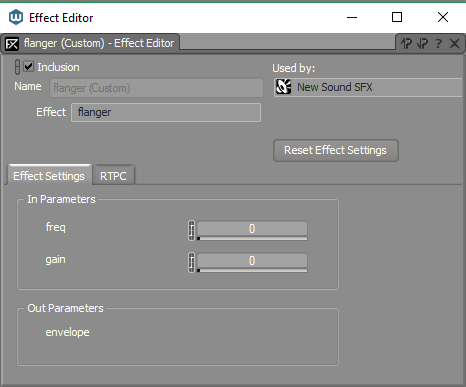 Effect Editor
flanger (Custom) - Effect Editor
Inclusion
Used by:
Name flanger (Custom)
New Sound SFX
Effect flanger
Reset Effect Settings
Effect Settings RTPC
In Parameters
freq 0
gain 0
Out Parameters
envelope